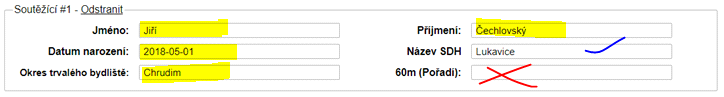 Soutěžící #1 - Odstranit
Jméno: Jiří Příjmení: Čechlovský
Datum narození: 2018-05-01 Název SDH Lukavice
Okres trvalého bydliště: Chrudim 60m (Pořadí):